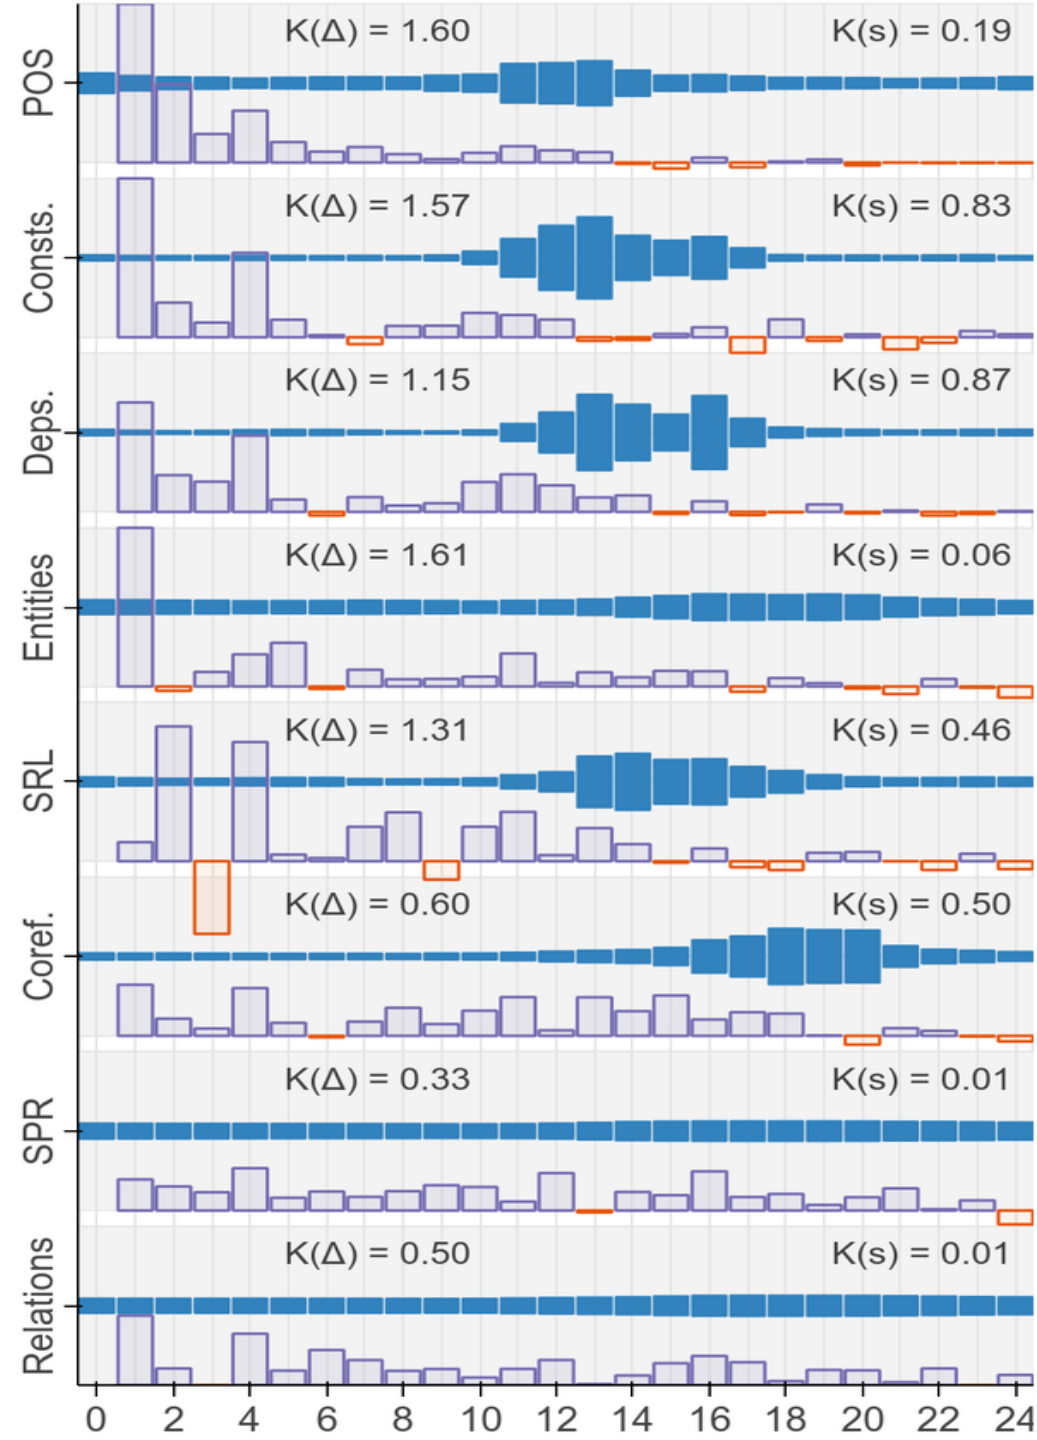 POS
K(Δ) = 1.60 K(s) = 0.19
Consts.
K(Δ) = 1.57 K(s) = 0.83
Deps.
K(Δ) = 1.15 K(s) = 0.87
Entities
K(Δ) = 1.61 K(s) = 0.06
SRL
K(Δ) = 1.31 K(s) = 0.46
Coref.
K(Δ) = 0.60 K(s) = 0.50
SPR
K(Δ) = 0.33 K(s) = 0.01
Relations
K(Δ) = 0.50 K(s) = 0.01
0 2 4 6 8 10 12 14 16 18 20 22 24